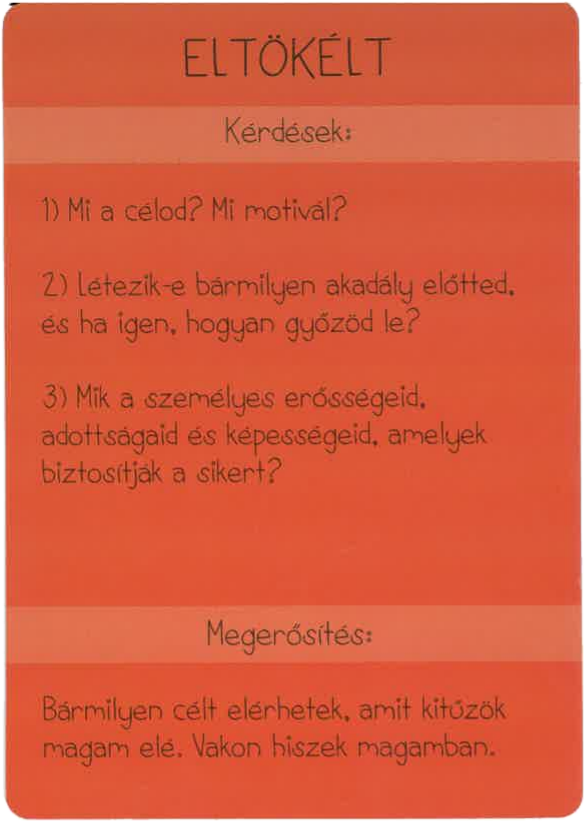 ELTÖKÉLT
Kérdések:
1) Mi a célod? Mi motivál?
2) Létezik-e bármilyen akadály előtted,
és ha igen, hogyan győzöd le?
3) Mik a személyes erősségeid,
adottságaid és képességeid, amelyek
biztosítják a sikert?
Megerősítés:
Bármilyen célt elérhetek, amit kitűzök
magam elé. Vakon hiszek magamban.